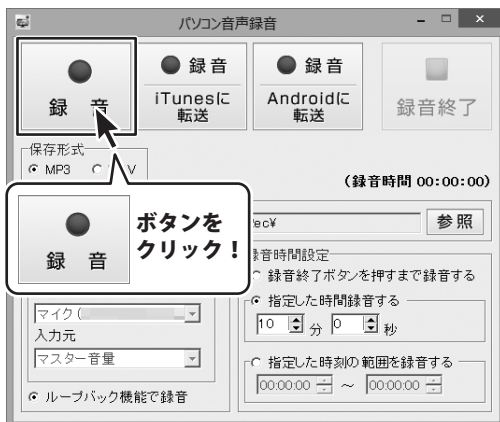 パソコン音声録音
録音
録音
iTunesに
転送
録音
Androidに
転送
録音終了
保存形式
MP3
V
(録音時間 00:00:00)
録音
ボタンを
クリック！
ec¥
参照
録音時間設定
録音終了ボタンを押すまで録音する
指定した時間録音する
10 分 0 秒
マイク (
入力元
マスター音量
指定した時刻の範囲を録音する
00:00:00 ～ 00:00:00
ループバック機能で録音